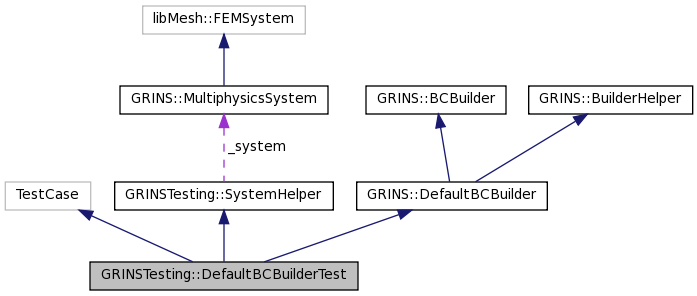 libMesh::FEMSystem
GRINS::MultiphysicsSystem
GRINS::BCBuilder
GRINS::BuilderHelper
_system
TestCase
GRINSTesting::SystemHelper
GRINS::DefaultBCBuilder
GRINSTesting::DefaultBCBuilderTest